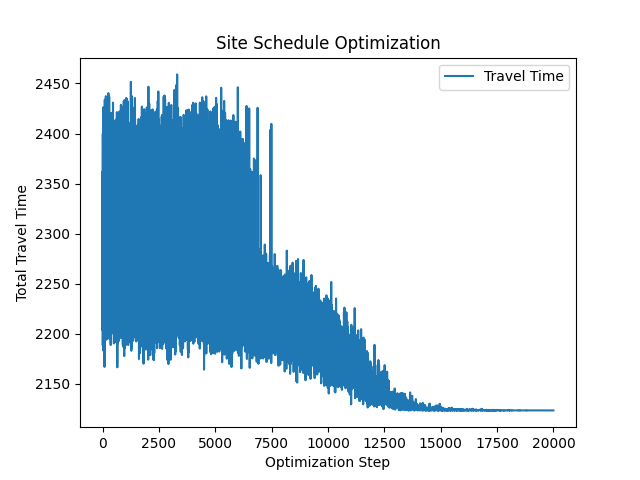 Site Schedule Optimization
Travel Time
2450
2400
2350
2300
2250
2200
2150
Total Travel Time
0 2500 5000 7500 10000 12500 15000 17500 20000
Optimization Step